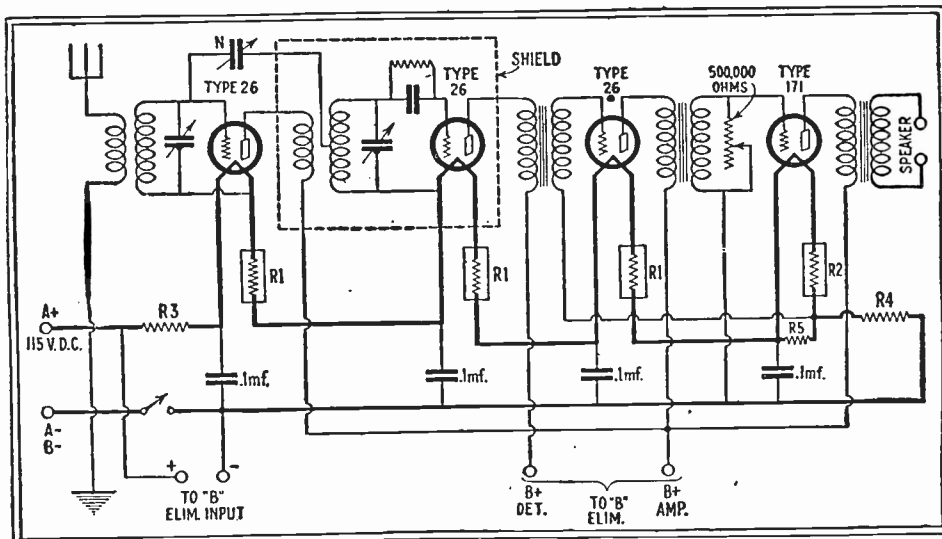 N
TYPE 26
TYPE
26
SHIELD
TYPE
26
500,000
OHMS
TYPE
171
SPEAKER
R1
R1
R1
R2
R3
R4
R5
A+
115 V. D.C.
.1mf.
.1mf.
.1mf.
.1mf.
A-
B-
+
-
TO "B"
ELIM. INPUT
B+
DET.
TO "B"
ELIM.
B+
AMP.